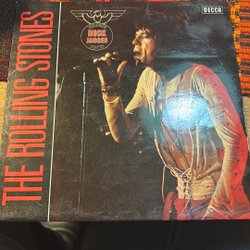 THE ROLLING STONES
MICK
JAGGER
DECCA